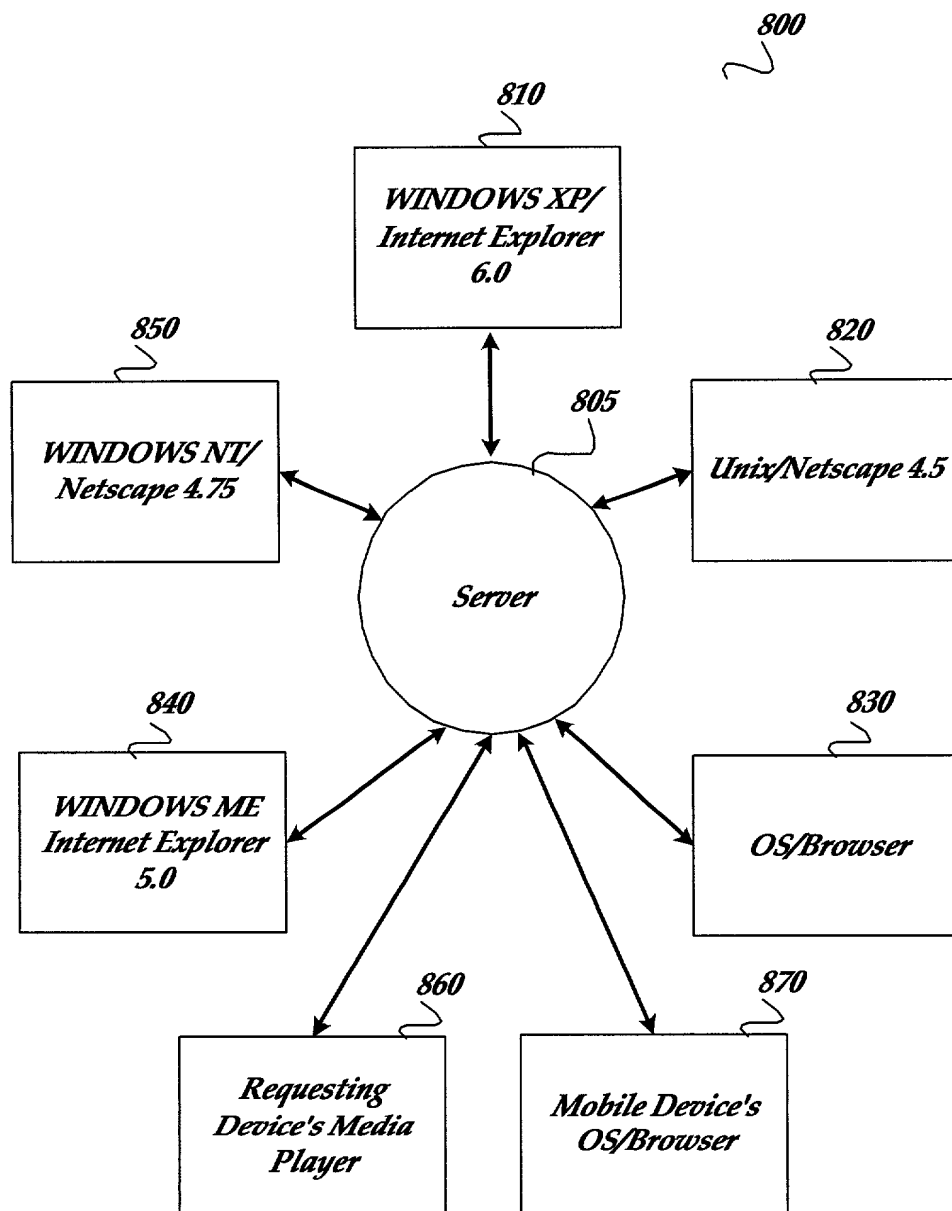 800
810
WINDOWS XP/
Internet Explorer
6.0
850
WINDOWS NT/
Netscape 4.75
820
Unix/Netscape 4.5
805
Server
840
WINDOWS ME
Internet Explorer
5.0
830
OS/Browser
860
Requesting
Device's Media
Player
870
Mobile Device's
OS/Browser